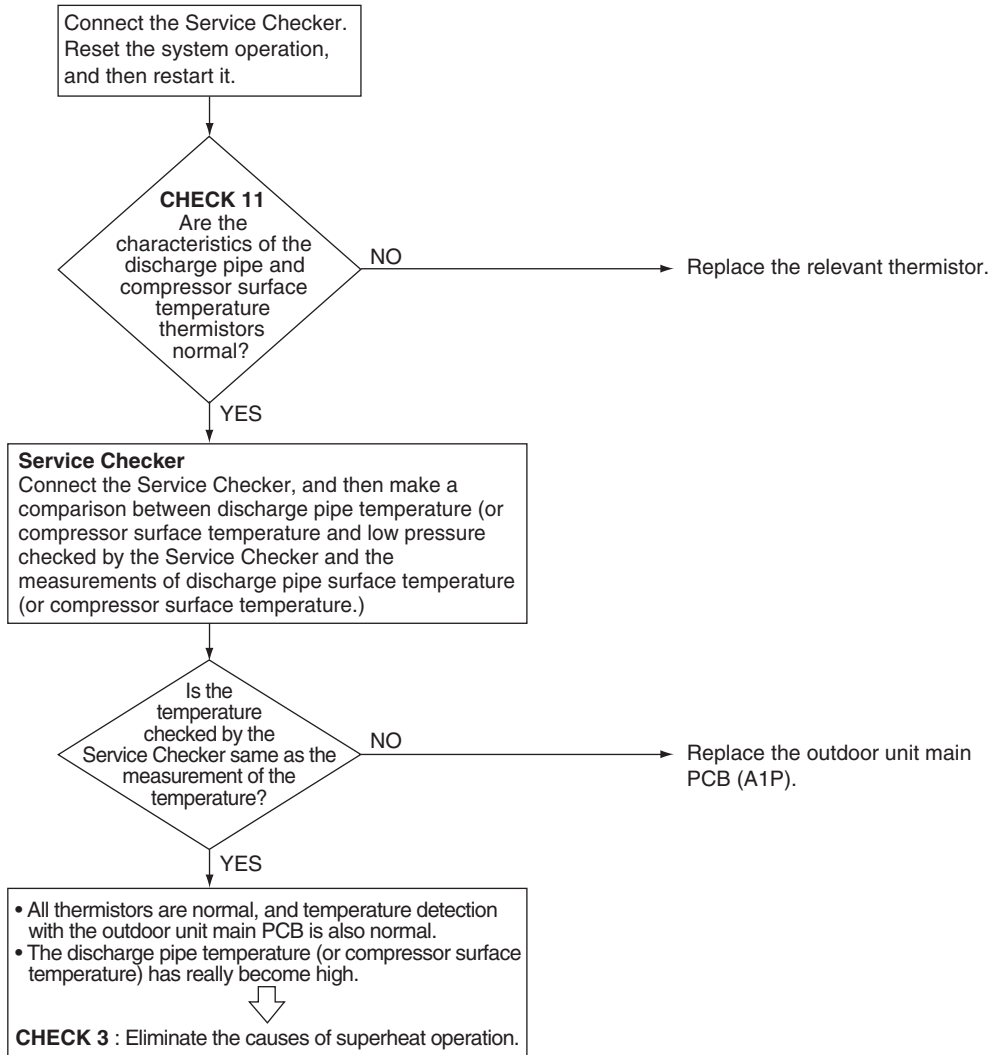 Connect the Service Checker.
Reset the system operation,
and then restart it.
CHECK 11
Are the
characteristics of the
discharge pipe and
compressor surface
temperature
thermistors
normal?
NO
Replace the relevant thermistor.
YES
Service Checker
Connect the Service Checker, and then make a
comparison between discharge pipe temperature (or
compressor surface temperature and low pressure
checked by the Service Checker and the
measurements of discharge pipe surface temperature
(or compressor surface temperature.)
Is the
temperature
checked by the
Service Checker same as the
measurement of the
temperature?
NO
Replace the outdoor unit main
PCB (A1P).
YES
• All thermistors are normal, and temperature detection
with the outdoor unit main PCB is also normal.
• The discharge pipe temperature (or compressor surface
temperature) has really become high.
CHECK 3 : Eliminate the causes of superheat operation.